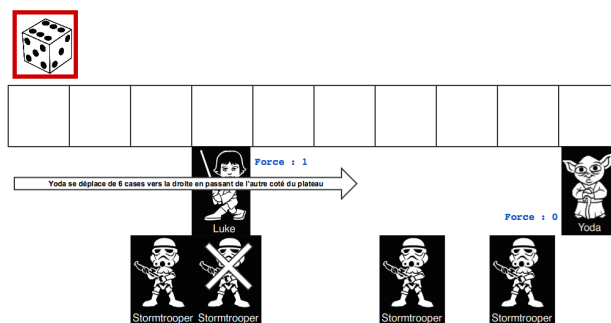 Force : 1
Yoda se déplace de 6 cases vers la droite en passant de l'autre coté du plateau
Luke
Force : 0
Yoda
Stormtrooper
Stormtrooper
Stormtrooper
Stormtrooper